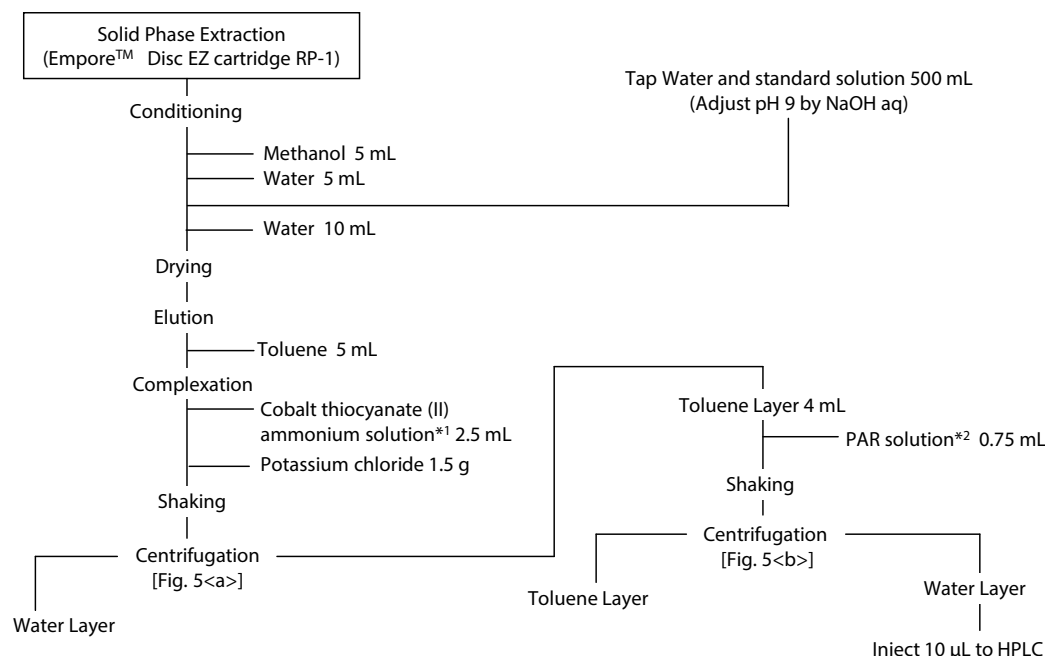 Solid Phase Extraction
(Empore™ Disc EZ cartridge RP-1)
Tap Water and standard solution 500 mL
(Adjust pH 9 by NaOH aq)
Conditioning
Methanol 5 mL
Water 5 mL
Water 10 mL
Drying
Elution
Toluene 5 mL
Complexation
Cobalt thiocyanate (II)
ammonium solution*1 2.5 mL
Potassium chloride 1.5 g
Shaking
Centrifugation
[Fig. 5<a>]
Water Layer
Toluene Layer 4 mL
PAR solution*2 0.75 mL
Shaking
Centrifugation
[Fig. 5<b>]
Toluene Layer
Water Layer
Inject 10 μL to HPLC